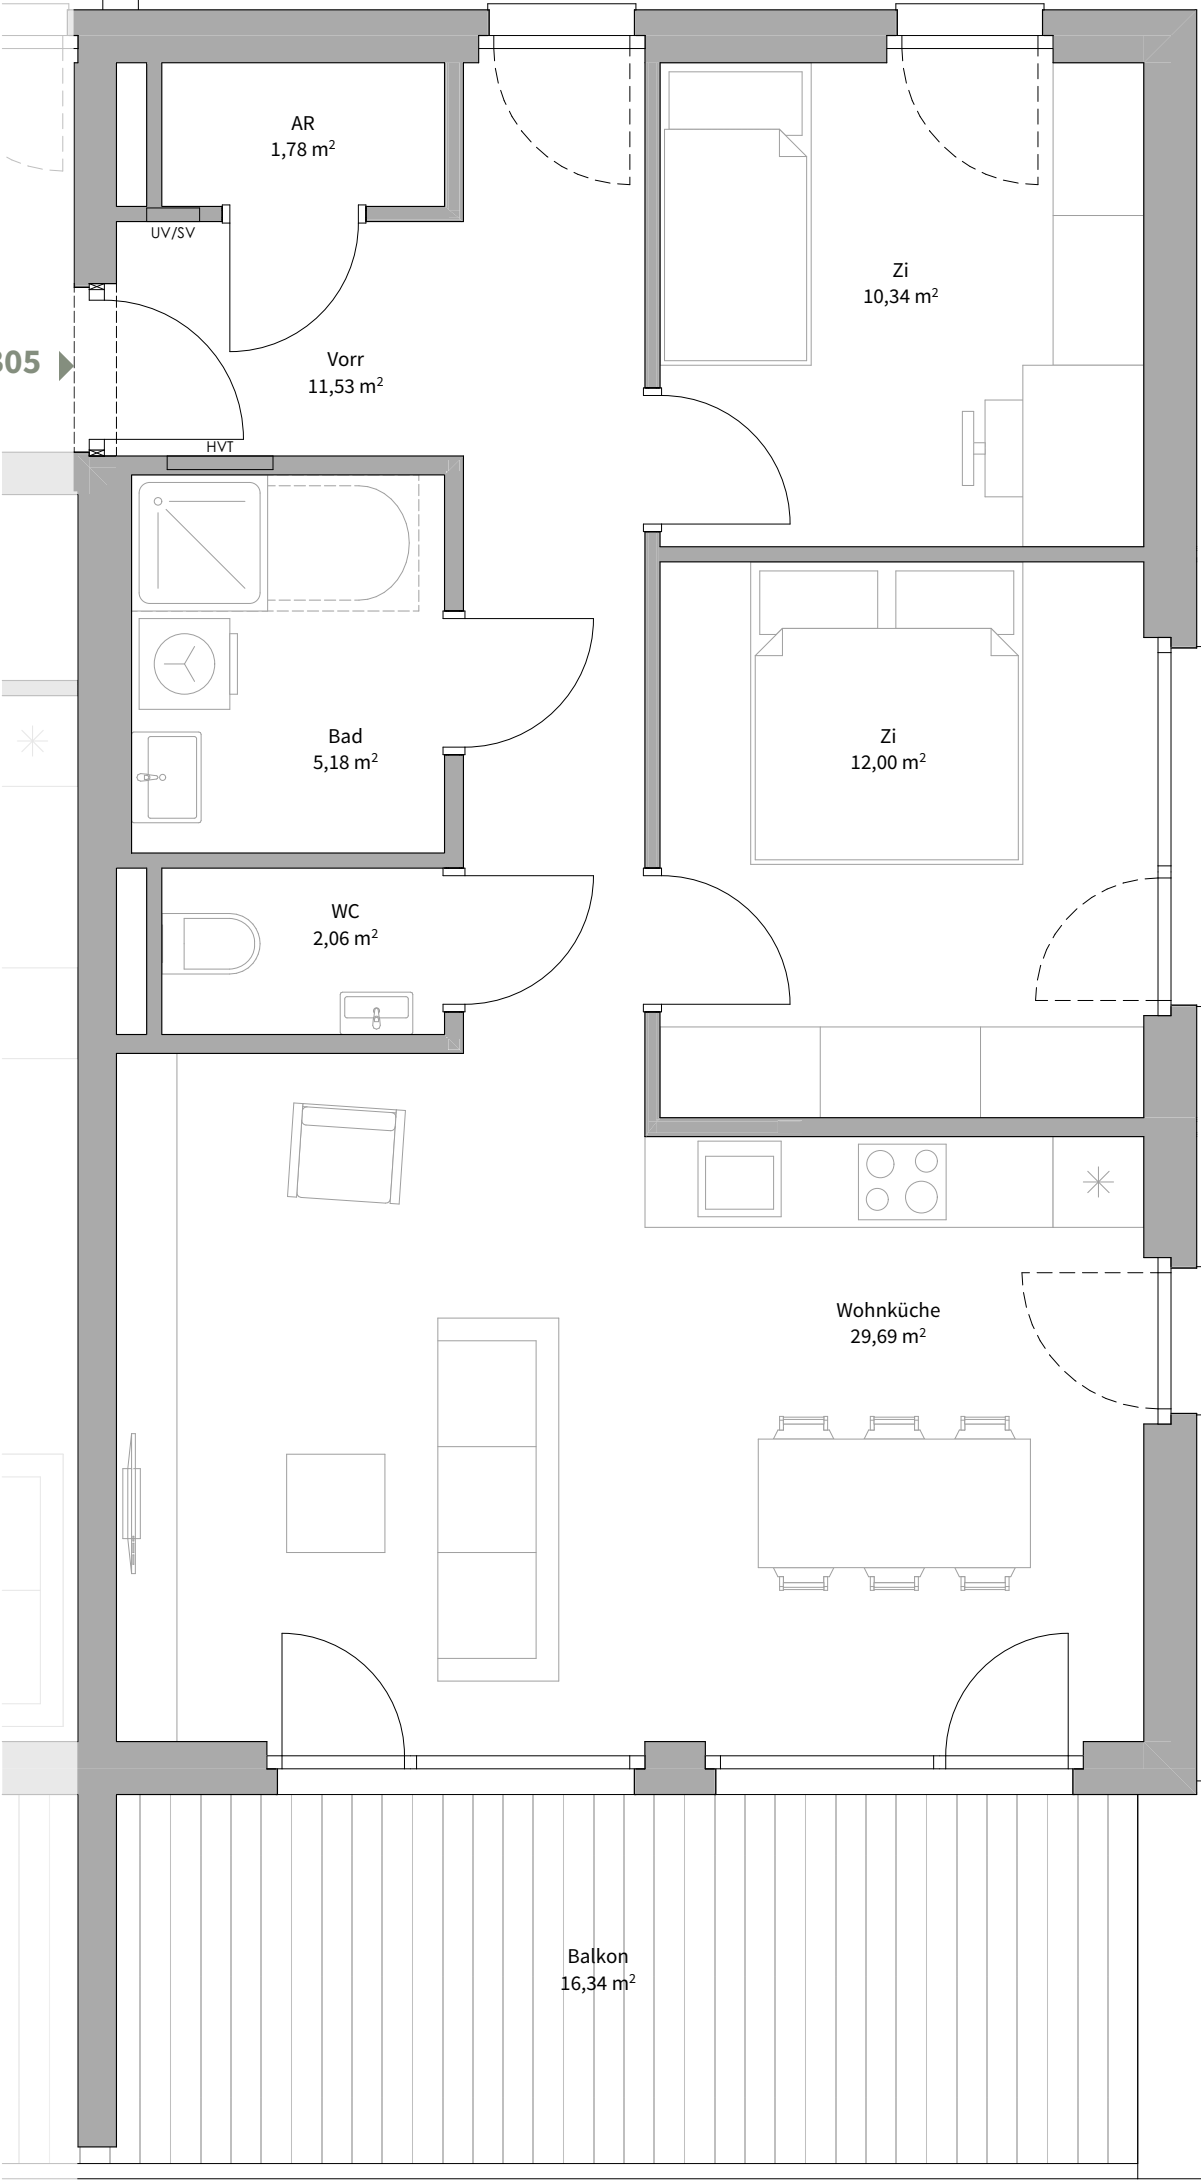 AR
1,78 m²
UV/SV
Zi
10,34 m²
305
Vorr
11,53 m²
HVT
Bad
5,18 m²
Zi
12,00 m²
WC
2,06 m²
Wohnküche
29,69 m²
Balkon
16,34 m²